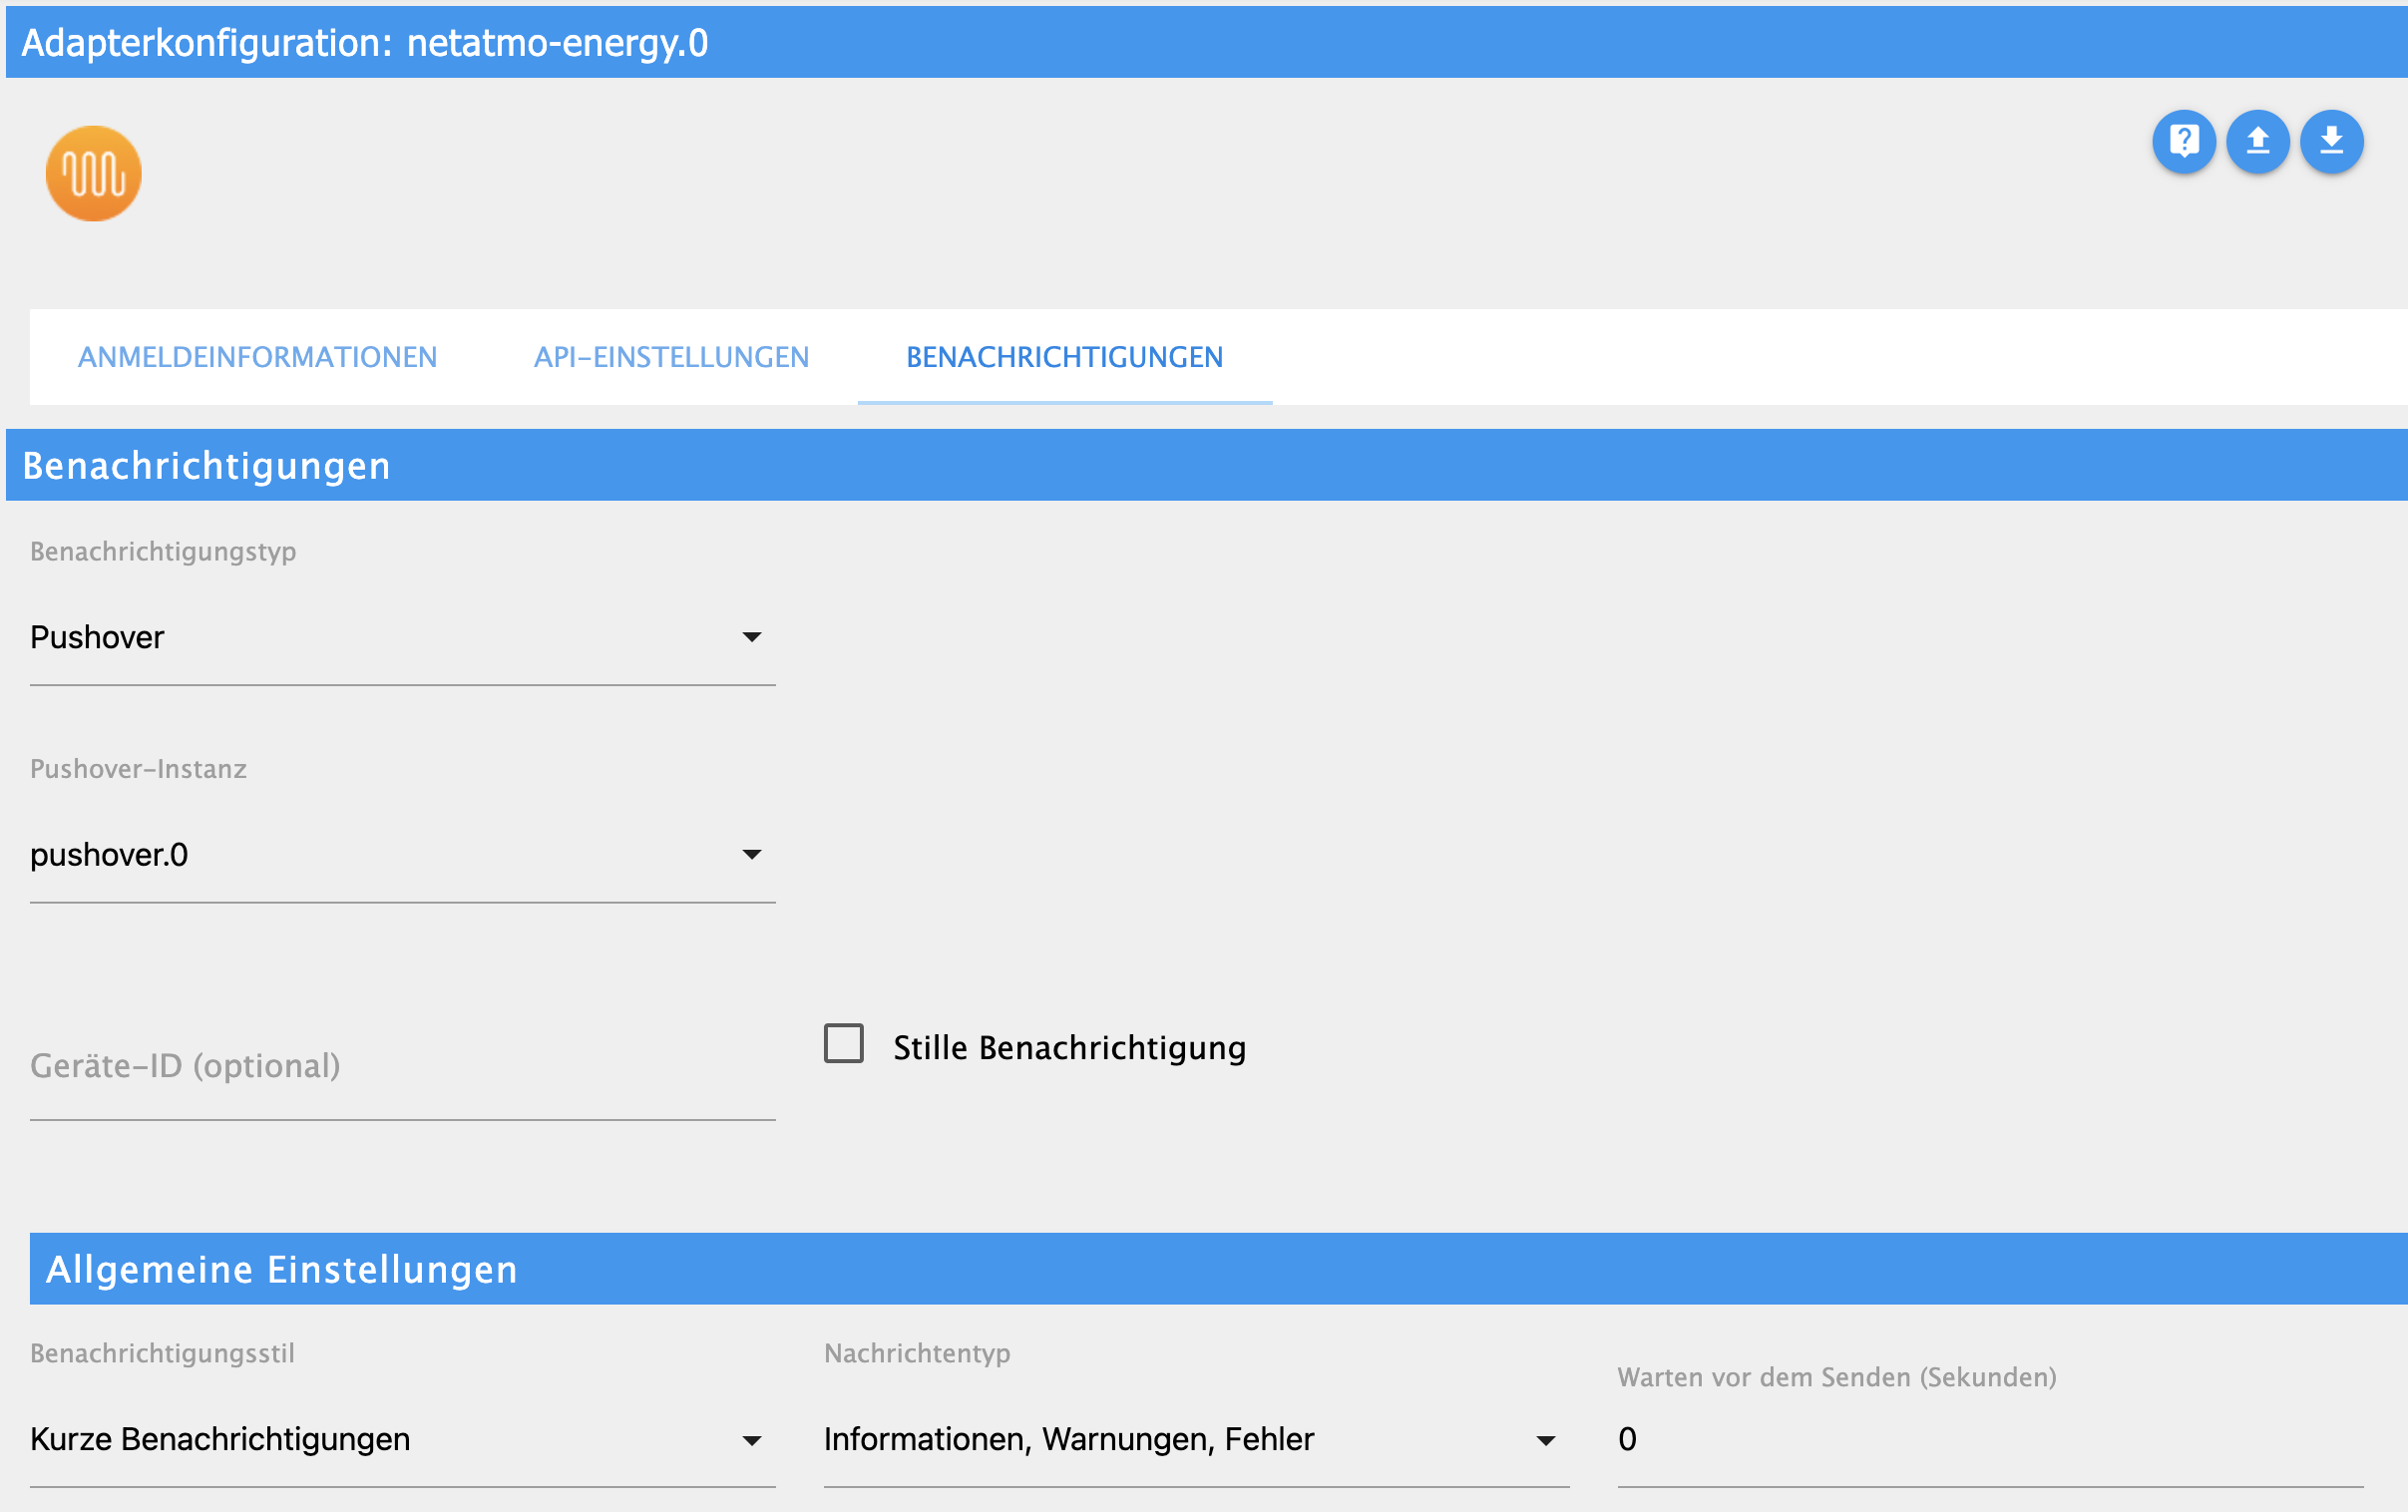 Adapterkonfiguration: netatmo-energy.0
ANMELDEINFORMATIONEN API-EINSTELLUNGEN BENACHRICHTIGUNGEN
Benachrichtigungen
Benachrichtigungstyp
Pushover
Pushover-Instanz
pushover.0
Geräte-ID (optional)
Stille Benachrichtigung
Allgemeine Einstellungen
Benachrichtigungsstil
Kurze Benachrichtigungen
Nachrichtentyp
Informationen, Warnungen, Fehler
Warten vor dem Senden (Sekunden)
0